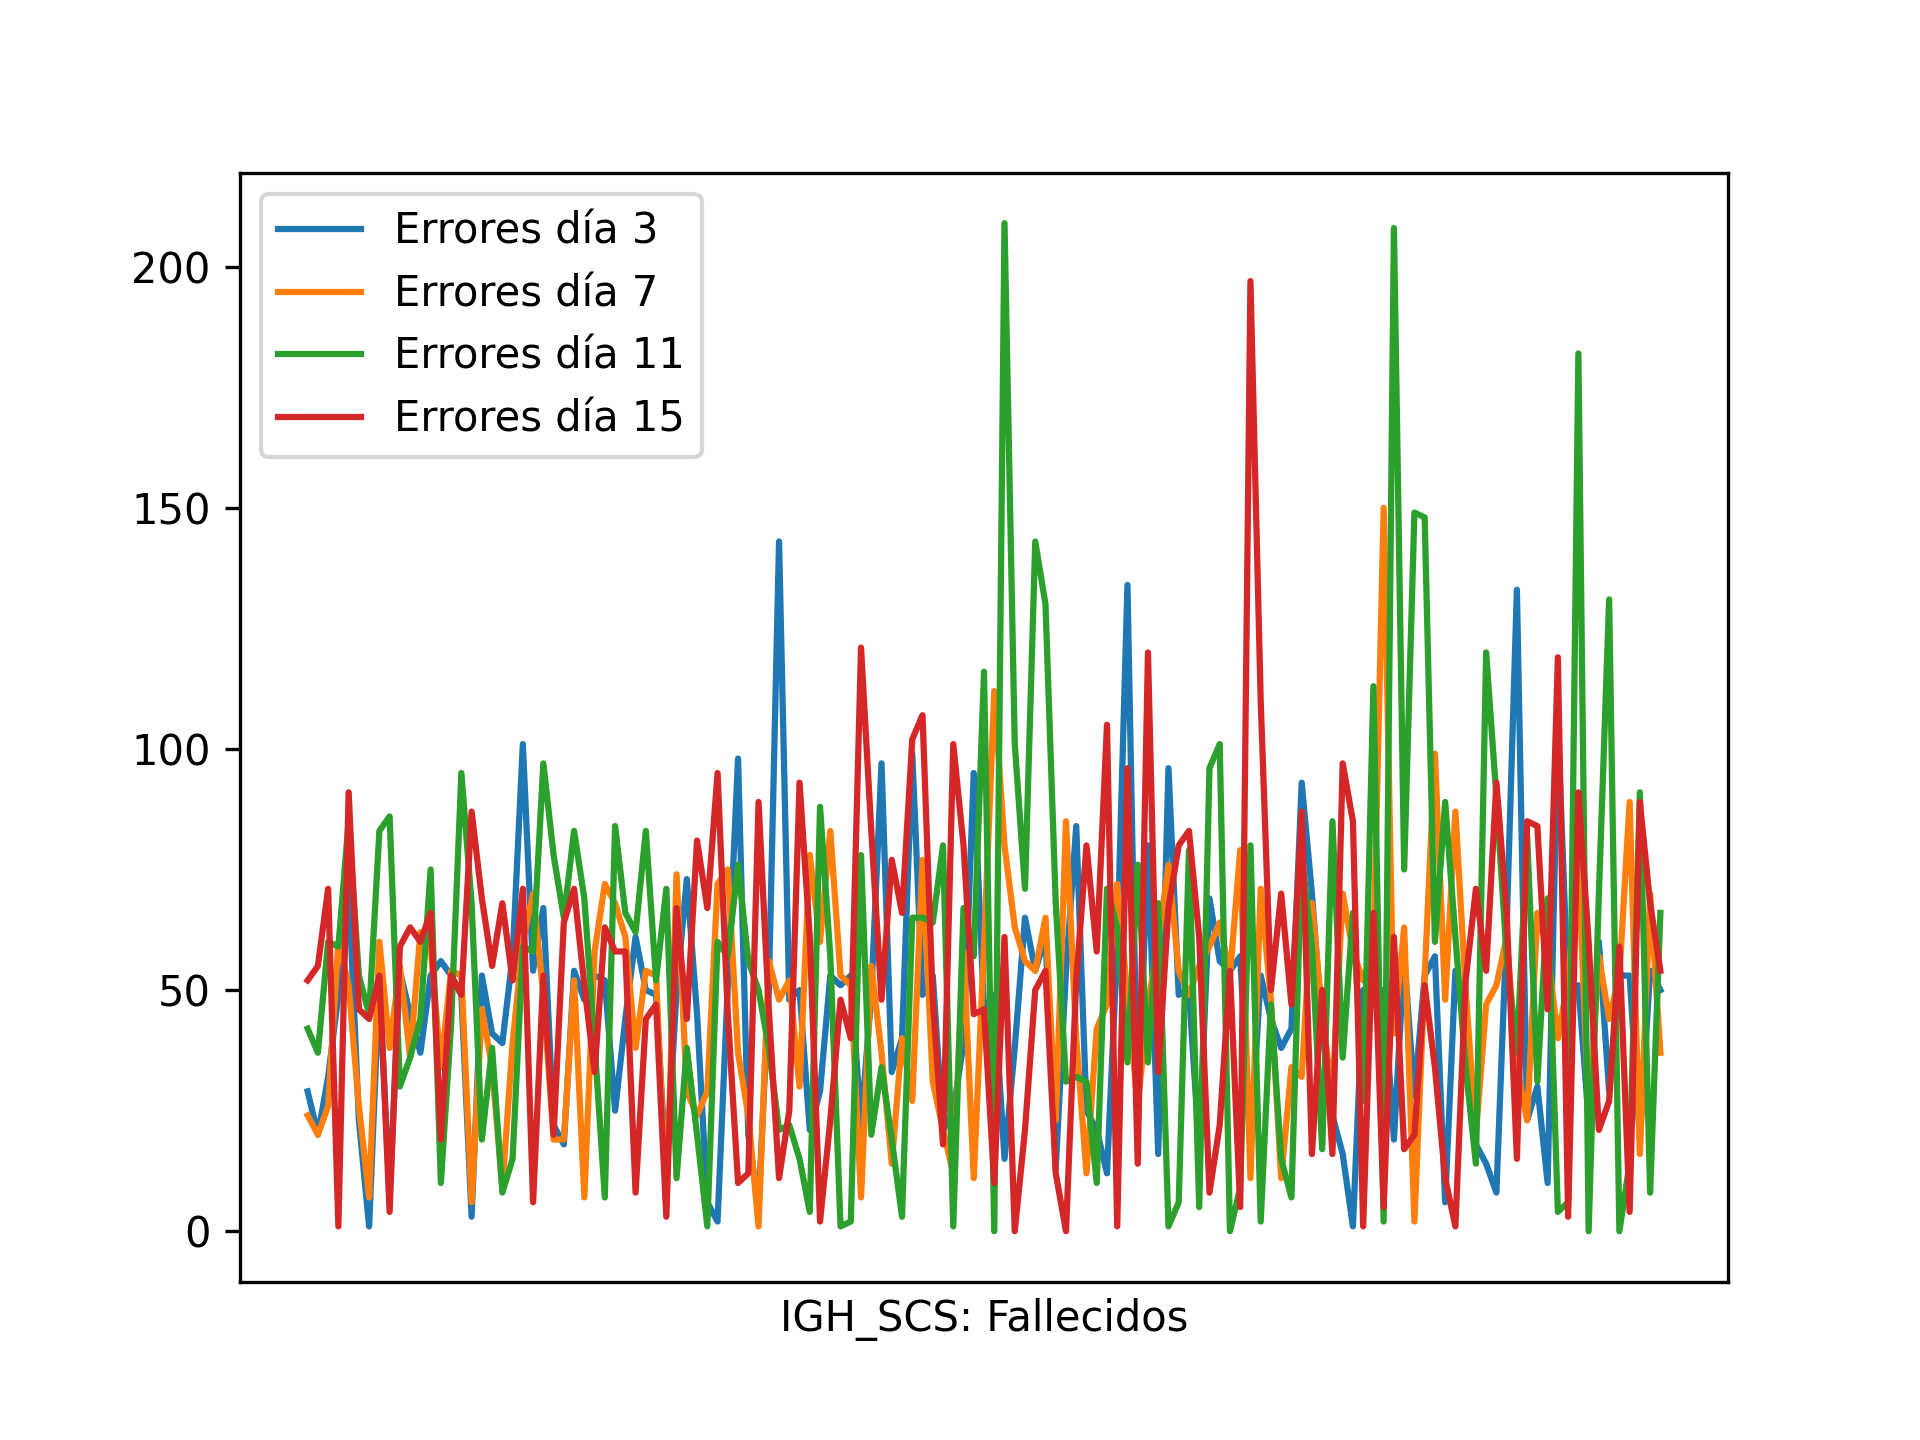 Errores día 3
Errores día 7
Errores día 11
Errores día 15
200
150
100
50
0
IGH_SCS: Fallecidos